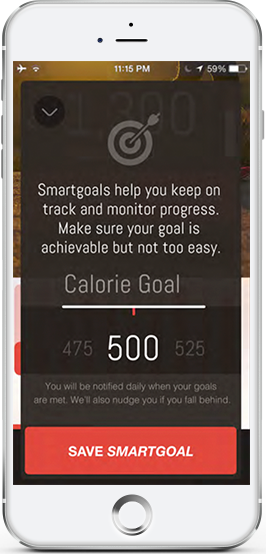 11:15 PM
59%
1,300
Smartgoals help you keep on
track and monitor progress.
Make sure your goal is
achievable but not too easy.
Calorie Goal
475 500 525
You will be notified daily when your goals
are met. We'll also nudge you if you fall behind.
SAVE SMARTGOAL